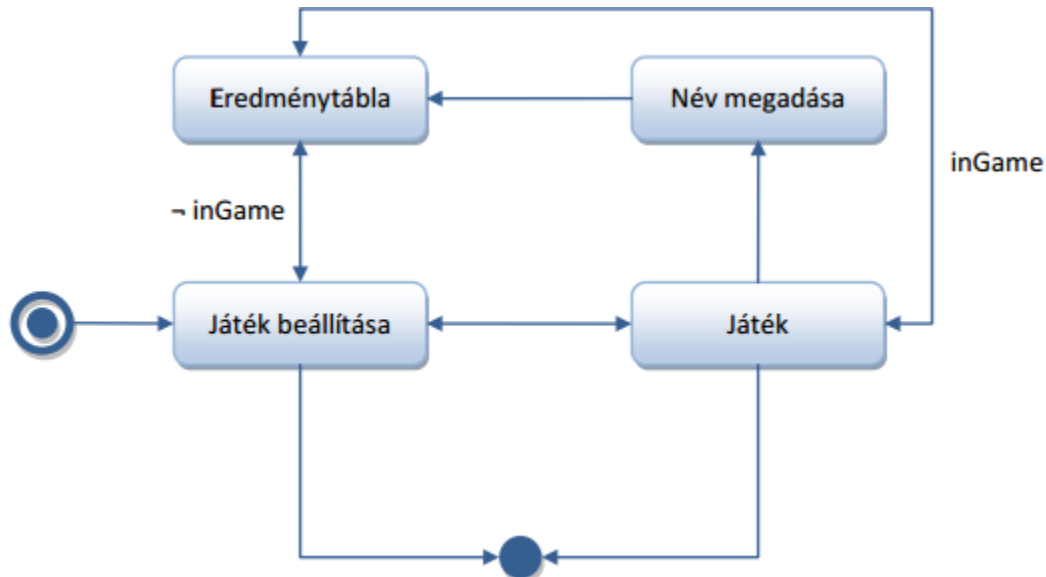 Eredménytábla
Név megadása
inGame
¬ inGame
Játék beállítása
Játék